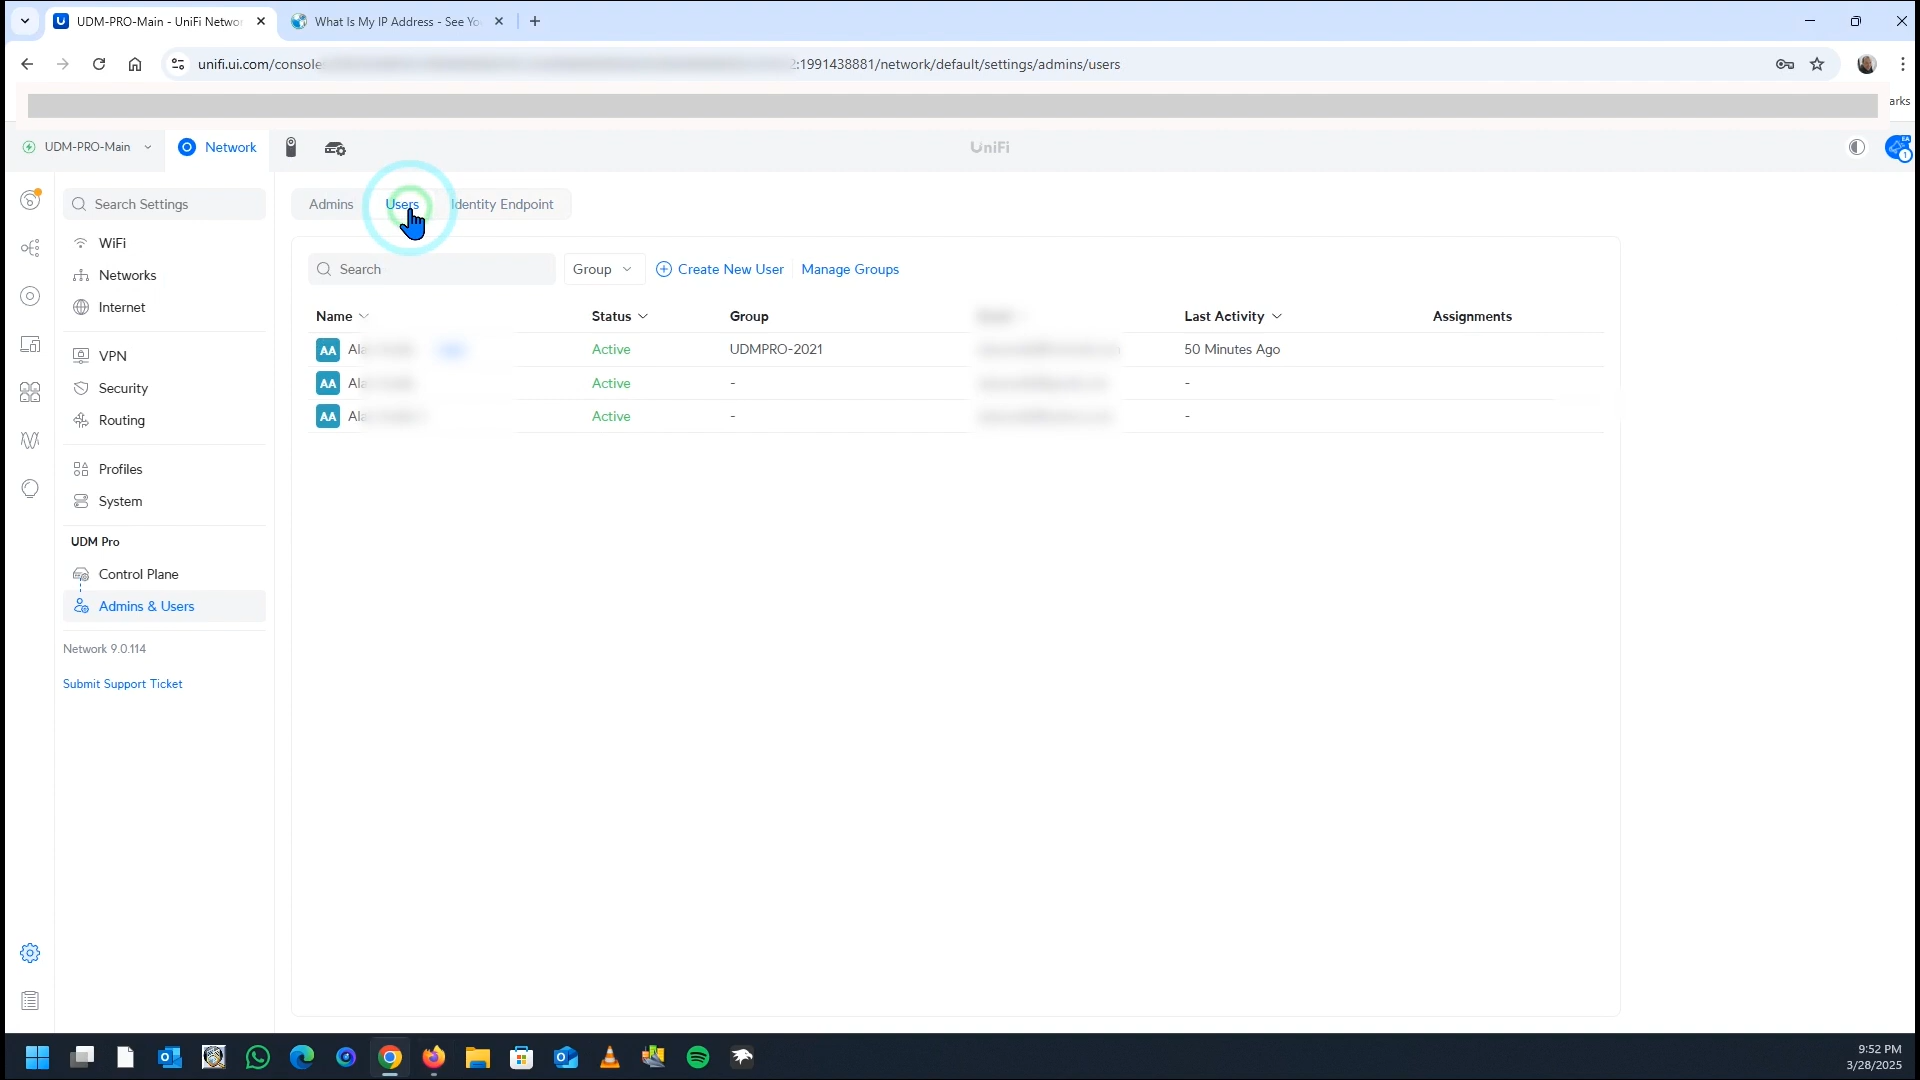 UDM-PRO-Main - UniFi Networ
What Is My IP Address - See Yo
unifi.ui.com/console
2:1991438881/network/default/settings/admins/users
arks
UDM-PRO-Main
Network
UniFi
EA
1
Search Settings
WiFi
Networks
Internet
VPN
Security
Routing
Profiles
System
UDM Pro
Control Plane
Admins & Users
Network 9.0.114
Submit Support Ticket
Admins
Users
Identity Endpoint
Search
Group
Create New User
Manage Groups
Name Status Group Last Activity Assignments
AA Ala Active UDMPRO-2021 50 Minutes Ago
AA Ala Active - -
AA Ala Active - -
9:52 PM
3/28/2025